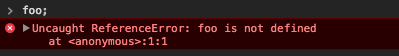 foo;
Uncaught ReferenceError: foo is not defined
at <anonymous>:1:1